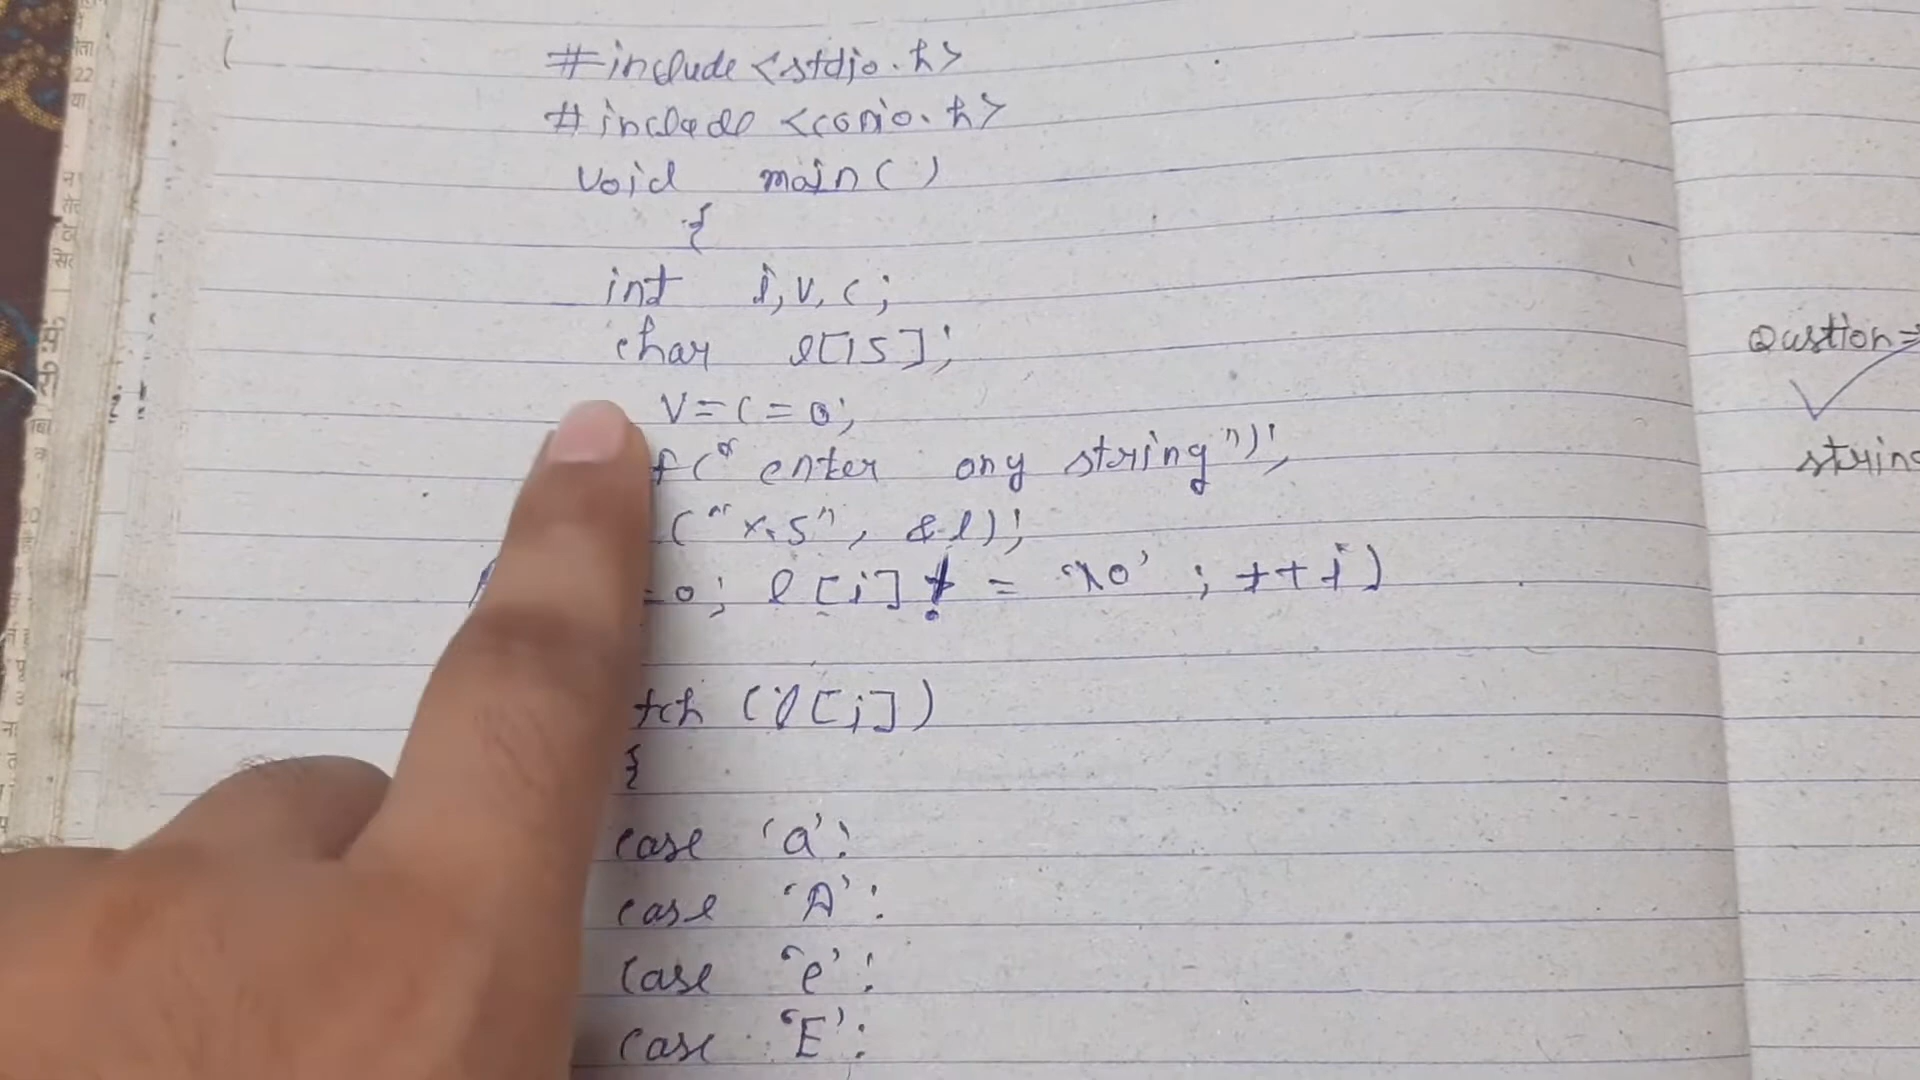 #include <stdio.h>
#include <conio.h>
void main()
{
int i, v, c;
char l[15];
v=c=0;
f(" enter any string");
("%s", &l);
=0; l[i] != '\0' ; ++i)
tch (l[i])
{
case 'a':
case 'A':
case 'e':
case 'E':
Qustion=
string